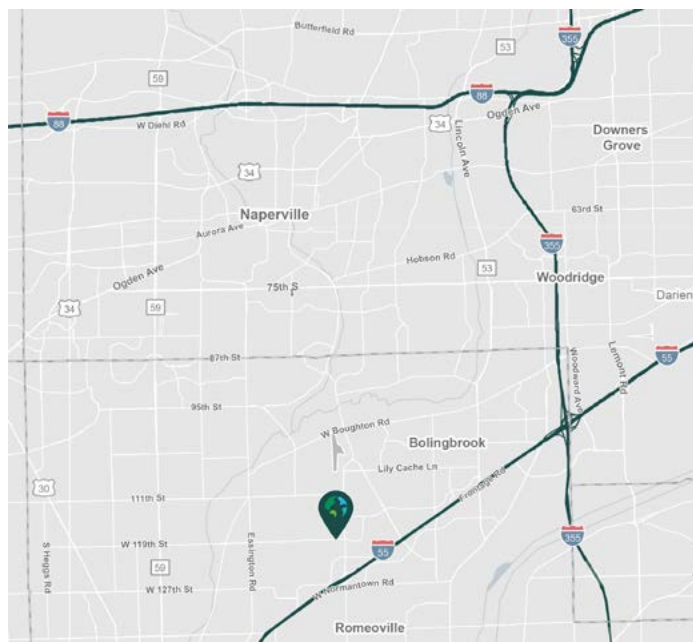 Butterfield Rd
53
355
59
88
88
W Diehl Rd
Ogden Ave
34
Lincoln Ave
Downers
Grove
34
Naperville
63rd St
Aurora Ave
355
Hobson Rd
53
Ogden Ave
Woodridge
75th S
34
59
Darien
87th St
55
Woodward Ave
Lemont Rd
95th St
W Boughton Rd
Bolingbrook
Lily Cache Ln
30
Frontage Rd
111th St
355
W 119th St
55
S Heggs Rd
59
Essington Rd
W 127th St
W Normantown Rd
Romeoville